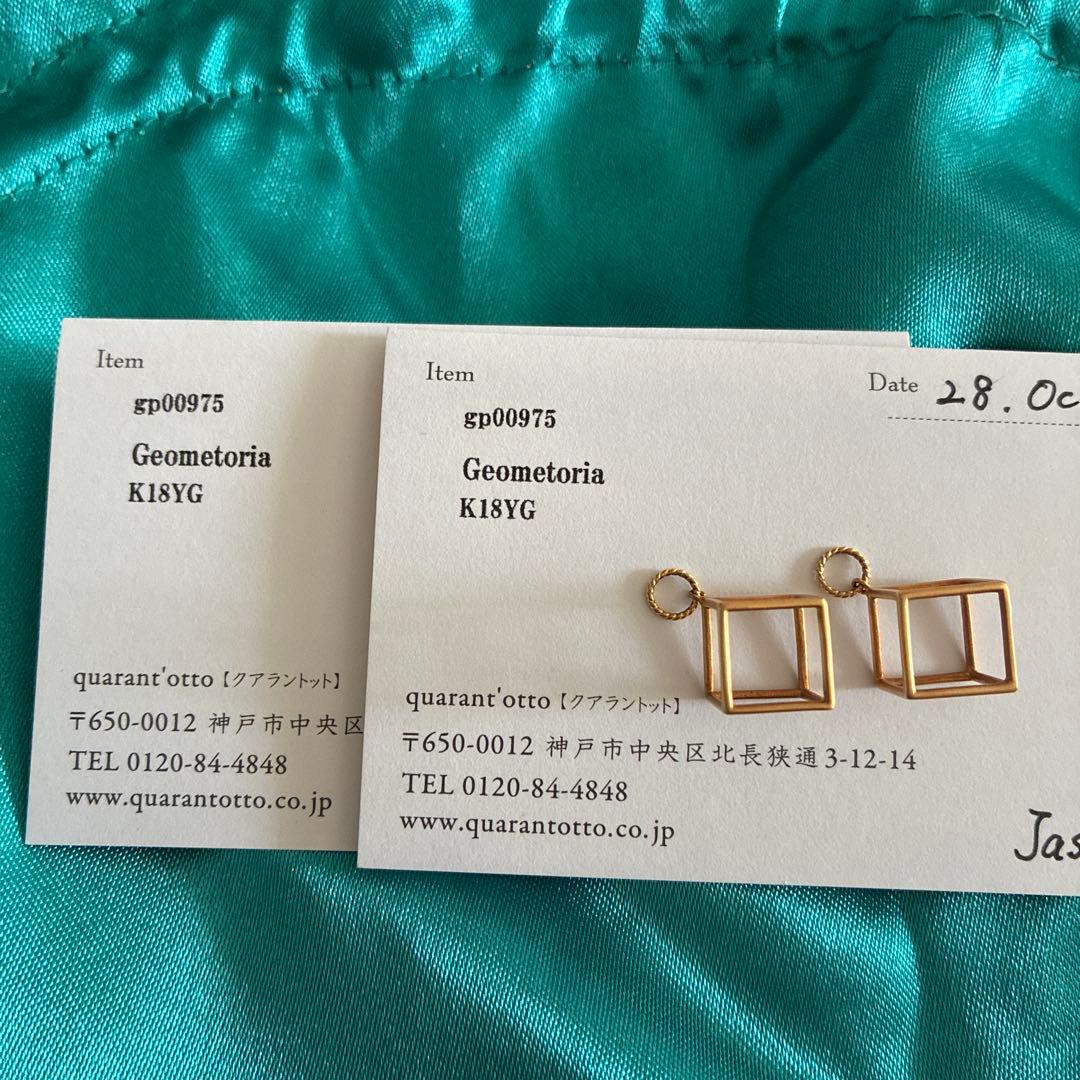 Item
gp00975
Geometoria
K18YG
quarant'otto【クアラントット】
〒650-0012 神戸市中央区
TEL 0120-84-4848
www.quarantotto.co.jp
Item
Date 28. Oc
gp00975
Geometoria
K18YG
quarant'otto【クアラントット】
〒650-0012 神戸市中央区北長狭通3-12-14
TEL 0120-84-4848
www.quarantotto.co.jp
Jas